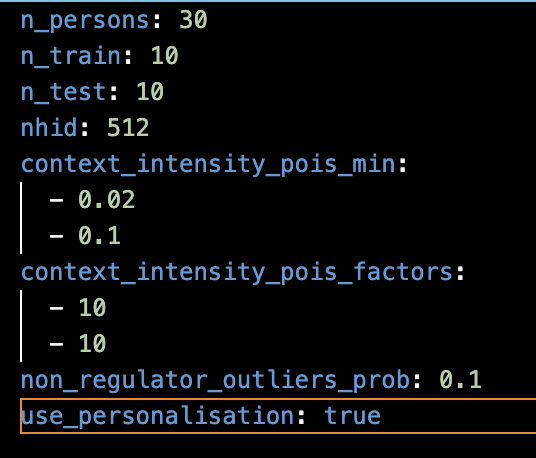 n_persons: 30
n_train: 10
n_test: 10
nhid: 512
context_intensity_pois_min:
- 0.02
- 0.1
context_intensity_pois_factors:
- 10
- 10
non_regulator_outliers_prob: 0.1
use_personalisation: true